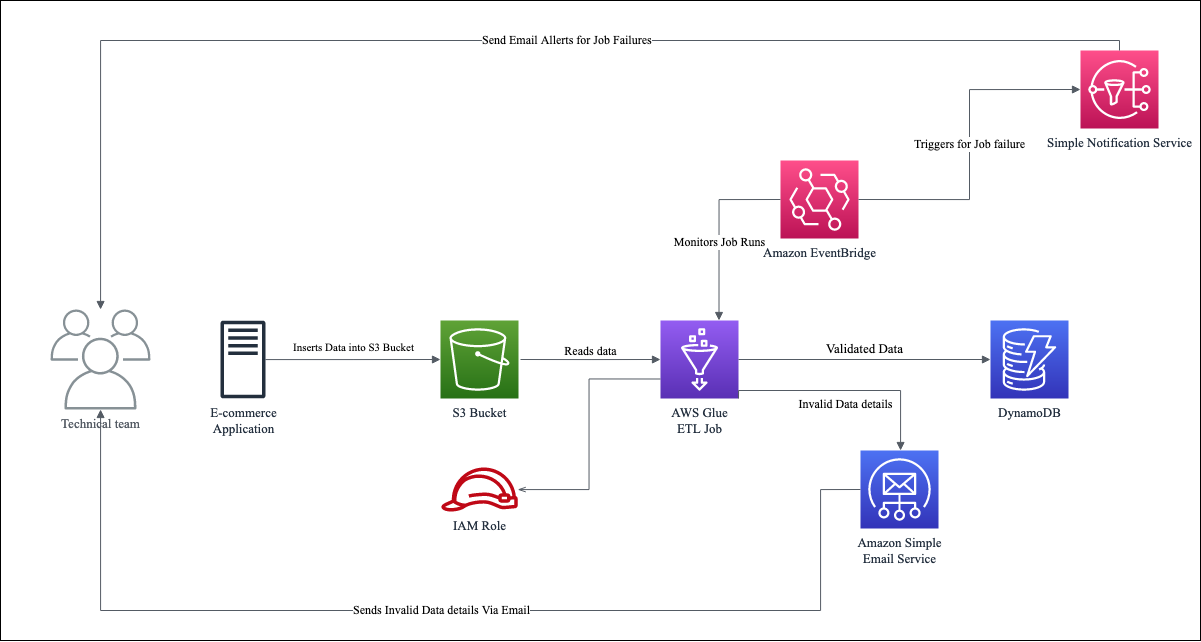 Send Email Allerts for Job Failures
Simple Notification Service
Triggers for Job failure
Monitors Job Runs
Amazon EventBridge
Inserts Data into S3 Bucket
Reads data
Validated Data
Technical team
E-commerce
Application
S3 Bucket
AWS Glue
ETL Job
Invalid Data details
DynamoDB
IAM Role
Amazon Simple
Email Service
Sends Invalid Data details Via Email